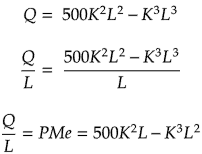 Q = 500K²L² − K³L³
Q/L = (500K²L² − K³L³)/L
Q/L = PMe = 500K²L − K³L²